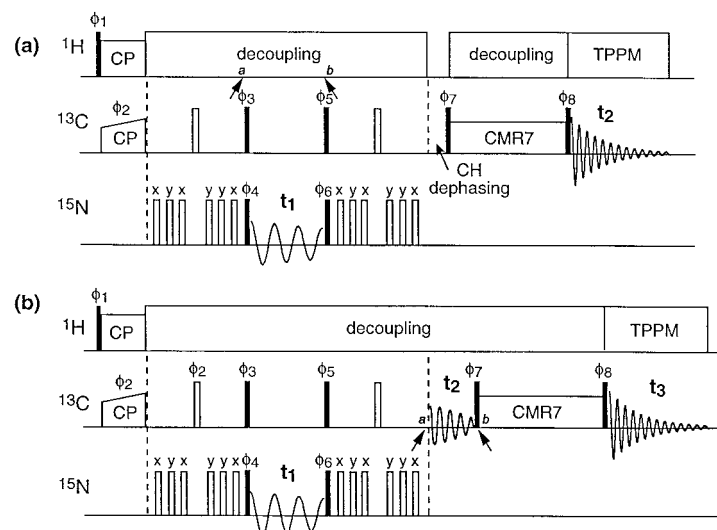 (a)
ϕ1
1H
CP
decoupling
decoupling
TPPM
a
b
13C
ϕ2
CP
ϕ3
ϕ5
ϕ7
CMR7
ϕ8
t2
CH
dephasing
15N
x y x
y y x
ϕ4
t1
ϕ6
x y x
y y x
(b)
ϕ1
1H
CP
decoupling
TPPM
13C
ϕ2
CP
ϕ2
ϕ3
ϕ5
t2
ϕ7
CMR7
ϕ8
t3
a
b
15N
x y x
y y x
ϕ4
t1
ϕ6
x y x
y y x